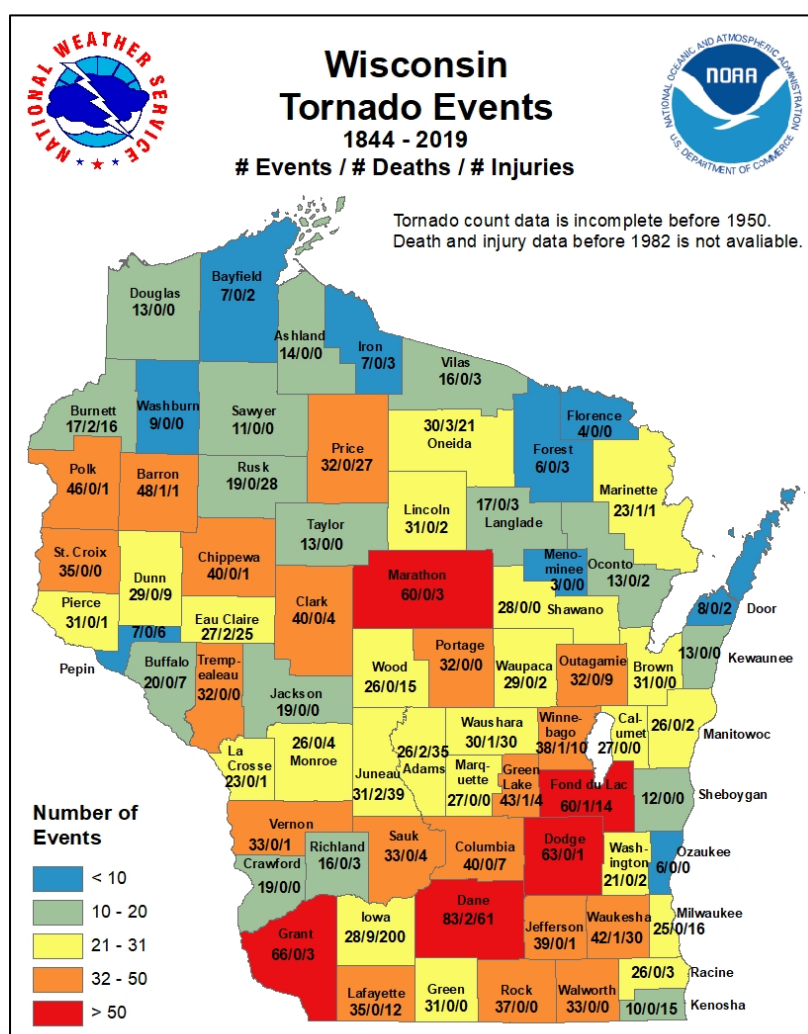 NATIONAL WEATHER SERVICE
Wisconsin
Tornado Events
1844 - 2019
# Events / # Deaths / # Injuries
NATIONAL OCEANIC AND ATMOSPHERIC ADMINISTRATION
NOAA
U.S. DEPARTMENT OF COMMERCE
Tornado count data is incomplete before 1950.
Death and injury data before 1982 is not avaliable.
Douglas
13/0/0
Bayfield
7/0/2
Ashland
14/0/0
Iron
7/0/3
Vilas
16/0/3
Burnett
17/2/16
Washburn
9/0/0
Sawyer
11/0/0
Price
32/0/27
30/3/21
Oneida
Forest
6/0/3
Florence
4/0/0
Marinette
23/1/1
Polk
46/0/1
Barron
48/1/1
Rusk
19/0/28
Taylor
13/0/0
Lincoln
31/0/2
17/0/3
Langlade
Meno-
minee
3/0/0
Oconto
13/0/2
St. Croix
35/0/0
Dunn
29/0/9
Chippewa
40/0/1
Clark
40/0/4
Marathon
60/0/3
28/0/0
Shawano
8/0/2
Door
Pierce
31/0/1
7/0/6
Pepin
Eau Claire
27/2/25
Buffalo
20/0/7
Tremp-
ealeau
32/0/0
Jackson
19/0/0
Wood
26/0/15
Portage
32/0/0
Waupaca
29/0/2
Outagamie
32/0/9
Brown
31/0/0
13/0/0
Kewaunee
La
Crosse
23/0/1
26/0/4
Monroe
Juneau
31/2/39
26/2/35
Adams
Waushara
30/1/30
Marq-
uette
27/0/0
Green
Lake
43/1/4
Winne-
bago
38/1/10
Cal-
umet
27/0/0
26/0/2
Manitowoc
Fond du Lac
60/1/14
12/0/0
Sheboygan
Vernon
33/0/1
Crawford
19/0/0
Richland
16/0/3
Sauk
33/0/4
Columbia
40/0/7
Dodge
63/0/1
Wash-
ington
21/0/2
Ozaukee
6/0/0
Grant
66/0/3
Iowa
28/9/200
Dane
83/2/61
Jefferson
39/0/1
Waukesha
42/1/30
Milwaukee
25/0/16
Lafayette
35/0/12
Green
31/0/0
Rock
37/0/0
Walworth
33/0/0
26/0/3
Racine
10/0/15
Kenosha
Number of
Events
< 10
10 - 20
21 - 31
32 - 50
> 50